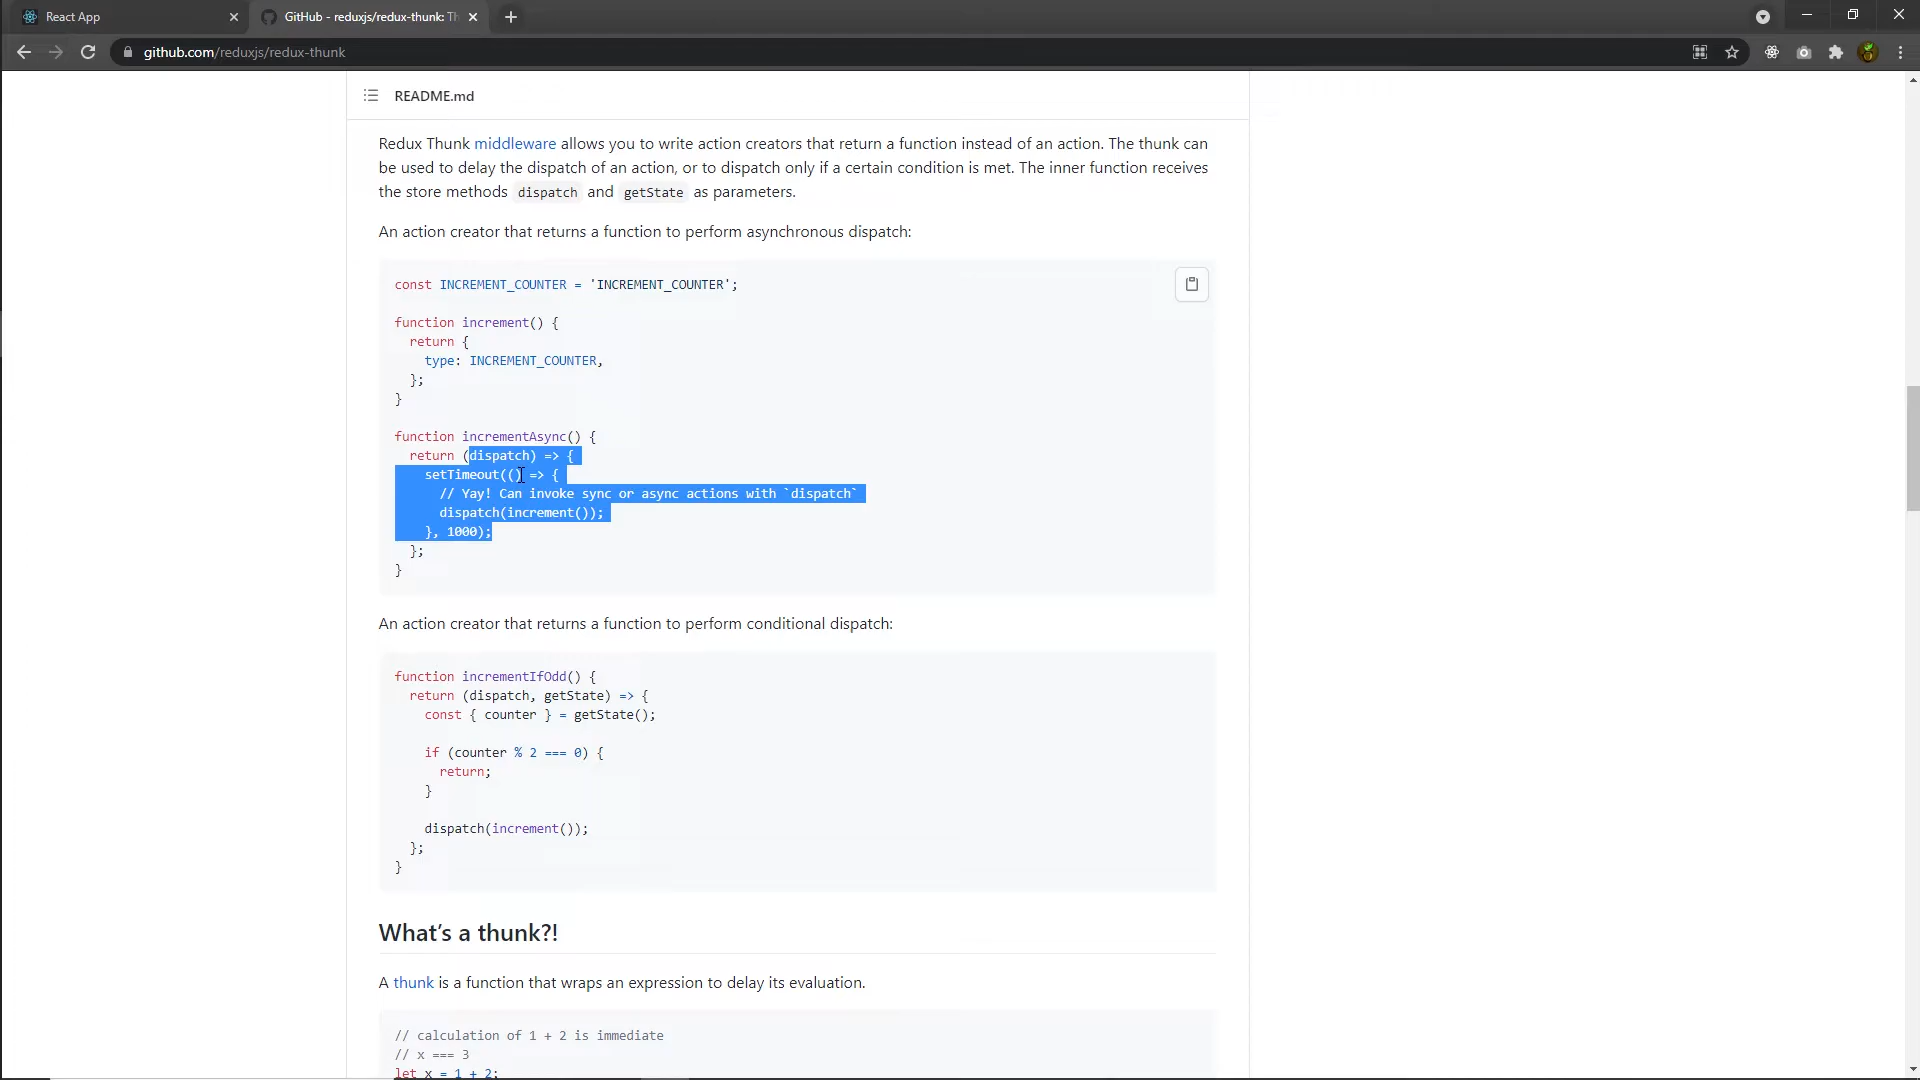 React App
GitHub - reduxjs/redux-thunk: Th
github.com/reduxjs/redux-thunk
README.md
Redux Thunk middleware allows you to write action creators that return a function instead of an action. The thunk can
be used to delay the dispatch of an action, or to dispatch only if a certain condition is met. The inner function receives
the store methods dispatch and getState as parameters.
An action creator that returns a function to perform asynchronous dispatch:
const INCREMENT_COUNTER = 'INCREMENT_COUNTER';
function increment() {
return {
type: INCREMENT_COUNTER,
};
}
function incrementAsync() {
return (dispatch) => {
setTimeout(() => {
// Yay! Can invoke sync or async actions with `dispatch`
dispatch(increment());
}, 1000);
};
}
An action creator that returns a function to perform conditional dispatch:
function incrementIfOdd() {
return (dispatch, getState) => {
const { counter } = getState();
if (counter % 2 === 0) {
return;
}
dispatch(increment());
};
}
What's a thunk?!
A thunk is a function that wraps an expression to delay its evaluation.
// calculation of 1 + 2 is immediate
// x === 3
let x = 1 + 2;